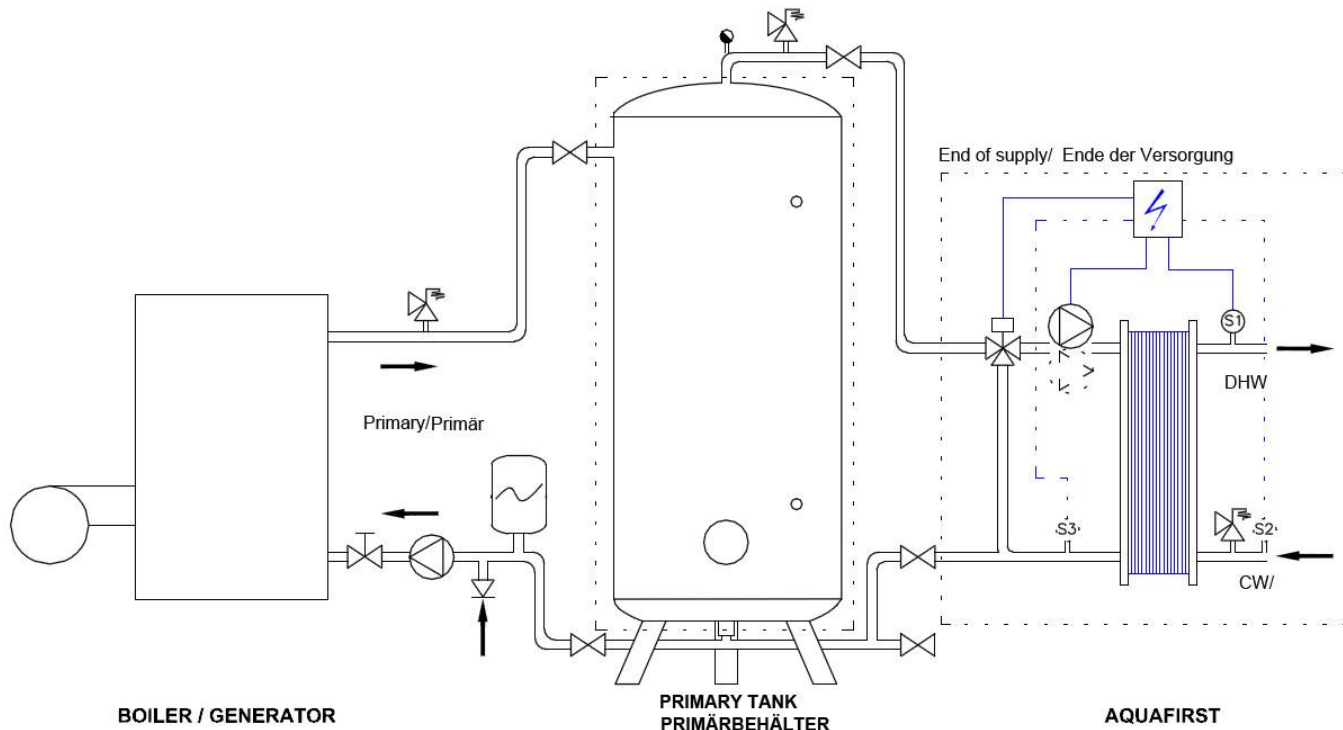 End of supply/ Ende der Versorgung
S1
DHW
Primary/Primär
S3
S2
CW/
BOILER / GENERATOR
PRIMARY TANK
PRIMÄRBEHÄLTER
AQUAFIRST